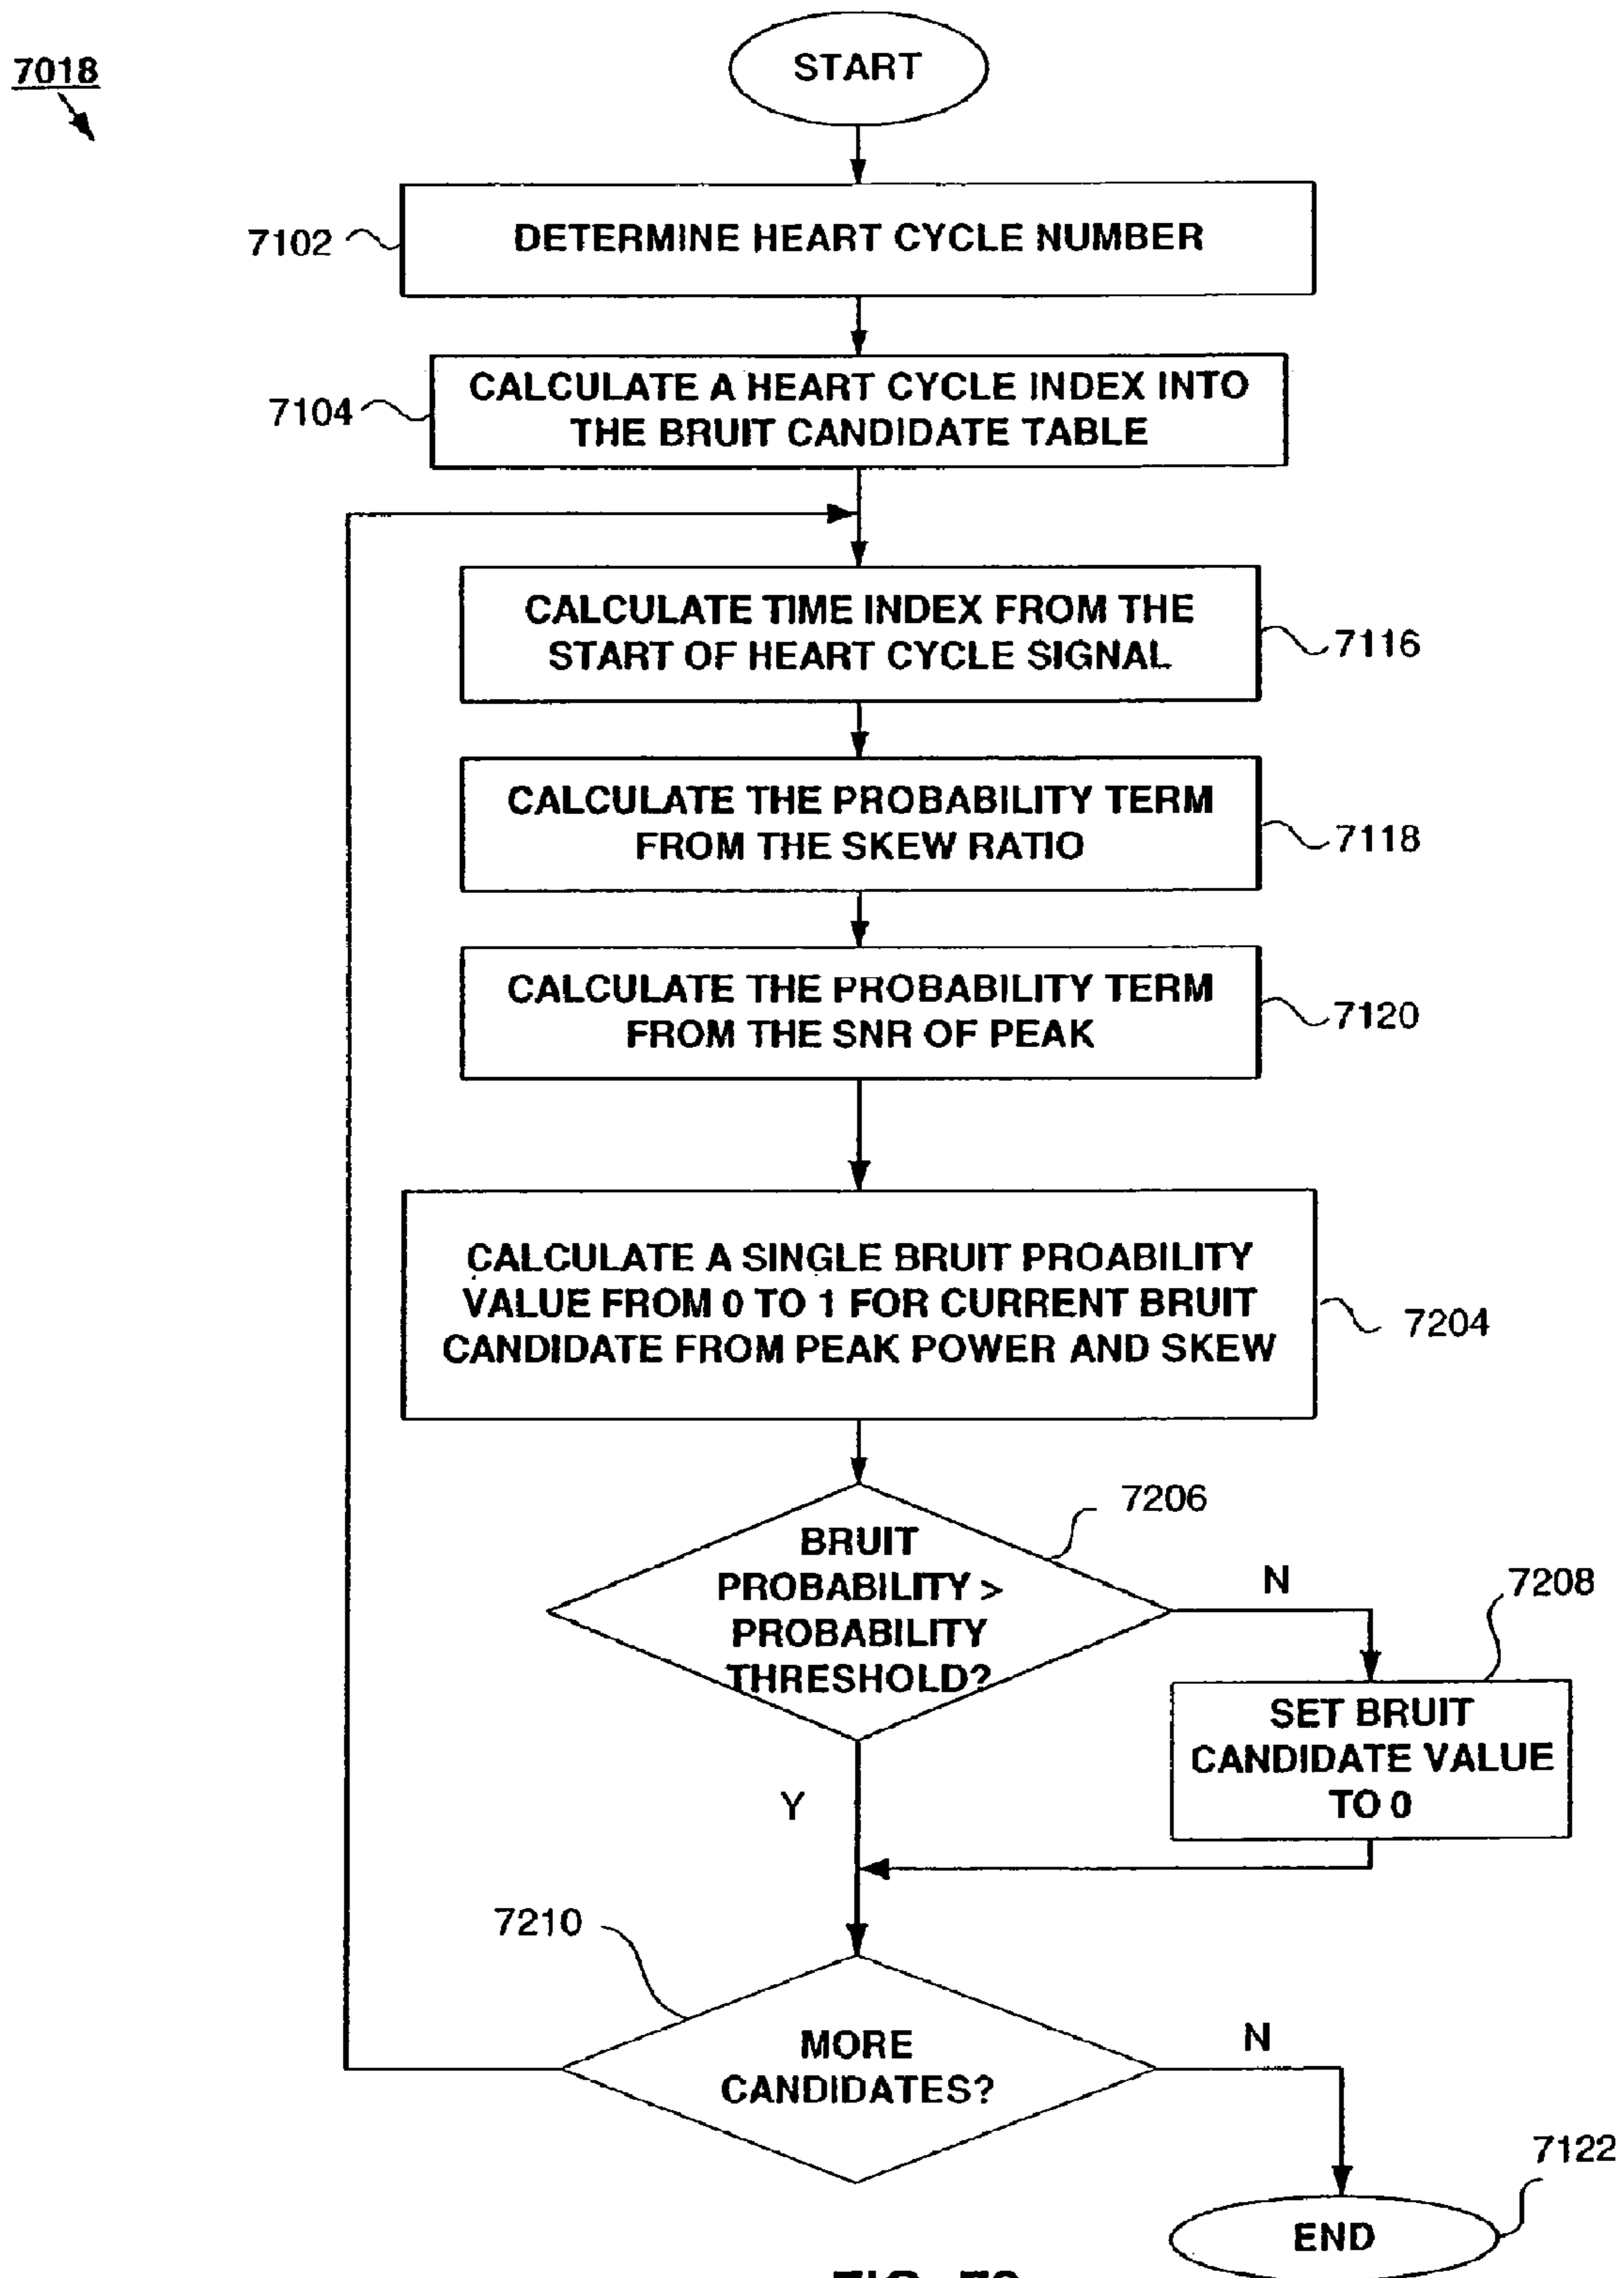 7018
START
7102
DETERMINE HEART CYCLE NUMBER
7104
CALCULATE A HEART CYCLE INDEX INTO
THE BRUIT CANDIDATE TABLE
CALCULATE TIME INDEX FROM THE
START OF HEART CYCLE SIGNAL
7116
CALCULATE THE PROBABILITY TERM
FROM THE SKEW RATIO
7118
CALCULATE THE PROBABILITY TERM
FROM THE SNR OF PEAK
7120
CALCULATE A SINGLE BRUIT PROABILITY
VALUE FROM 0 TO 1 FOR CURRENT BRUIT
CANDIDATE FROM PEAK POWER AND SKEW
7204
7206
BRUIT
PROBABILITY >
PROBABILITY
THRESHOLD?
N
7208
SET BRUIT
CANDIDATE VALUE
TO 0
Y
7210
MORE
CANDIDATES?
N
7122
END